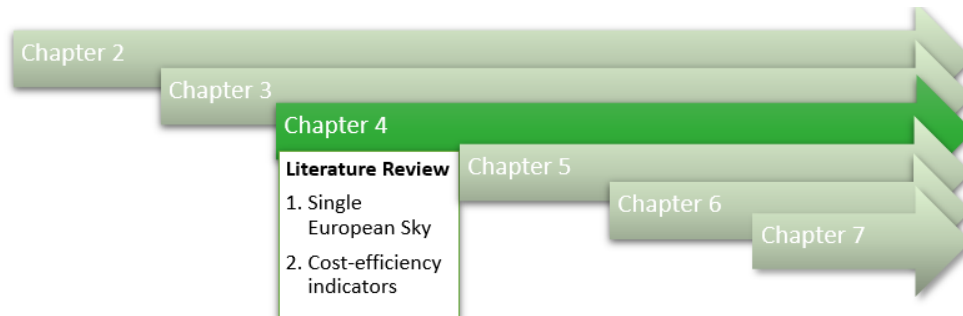 Chapter 2
Chapter 3
Chapter 4
Literature Review
1. Single
European Sky
2. Cost-efficiency
indicators
Chapter 5
Chapter 6
Chapter 7